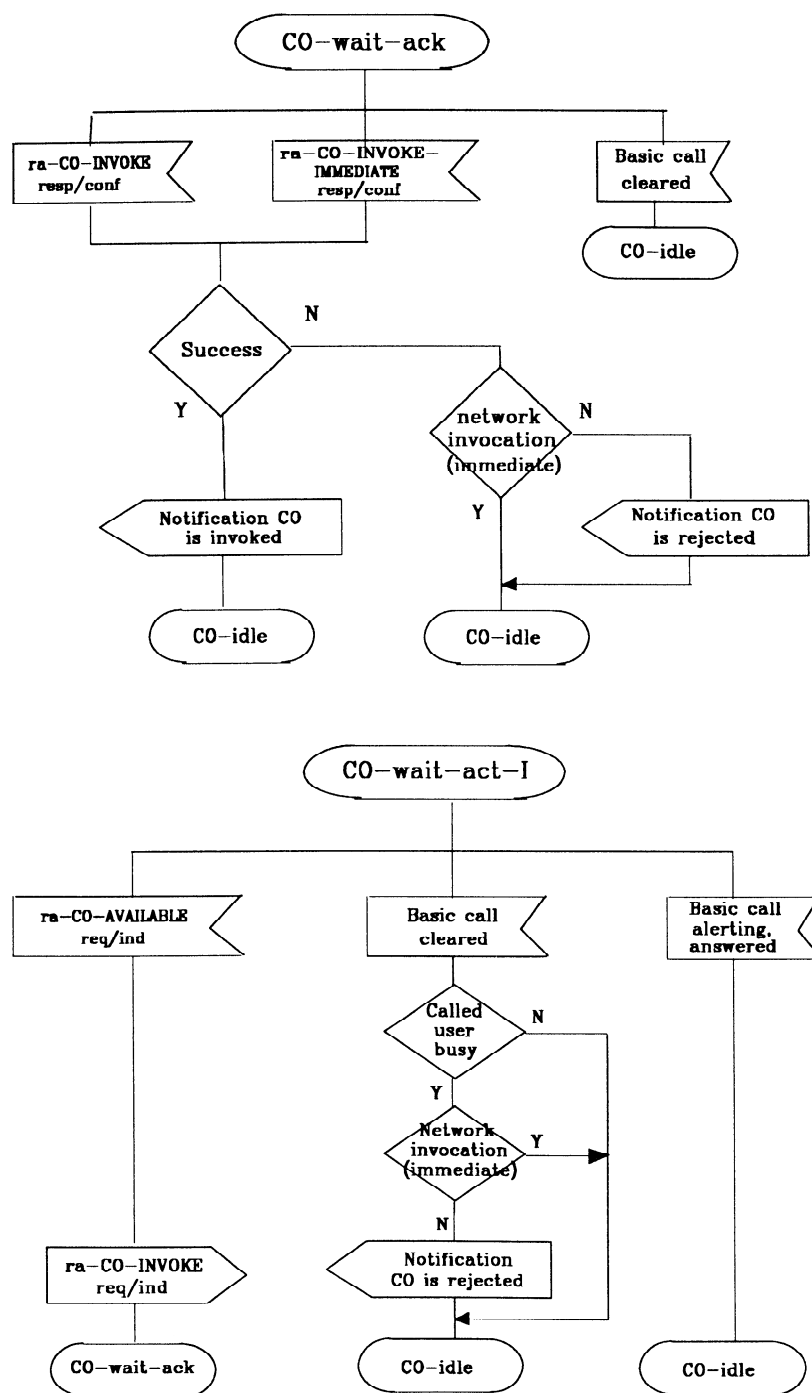 CO-wait-ack
ra-CO-INVOKE
resp/conf
ra-CO-INVOKE-
IMMEDIATE
resp/conf
Basic call
cleared
CO-idle
Success
N
Y
network
invocation
(immediate)
N
Y
Notification CO
is invoked
Notification CO
is rejected
CO-idle
CO-idle
CO-wait-act-I
ra-CO-AVAILABLE
req/ind
Basic call
cleared
Basic call
alerting,
answered
Called
user
busy
N
Y
Network
invocation
(immediate)
Y
N
ra-CO-INVOKE
req/ind
Notification
CO is rejected
CO-wait-ack
CO-idle
CO-idle